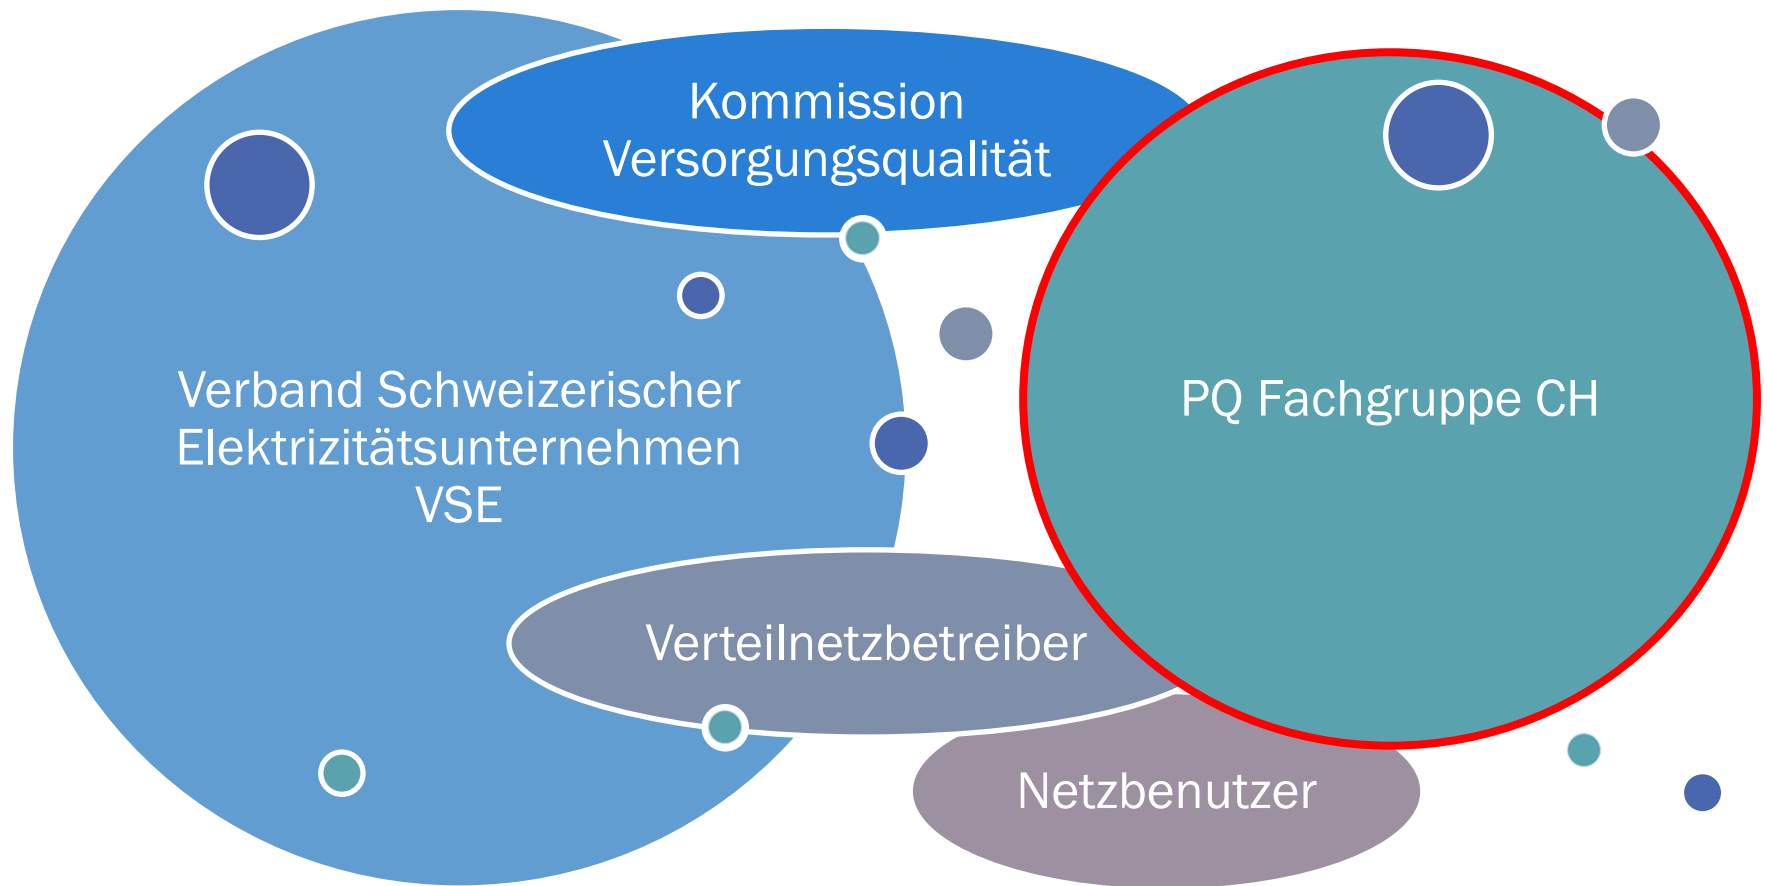 Kommission
Versorgungsqualität
Verband Schweizerischer
Elektrizitätsunternehmen
VSE
PQ Fachgruppe CH
Verteilnetzbetreiber
Netzbenutzer